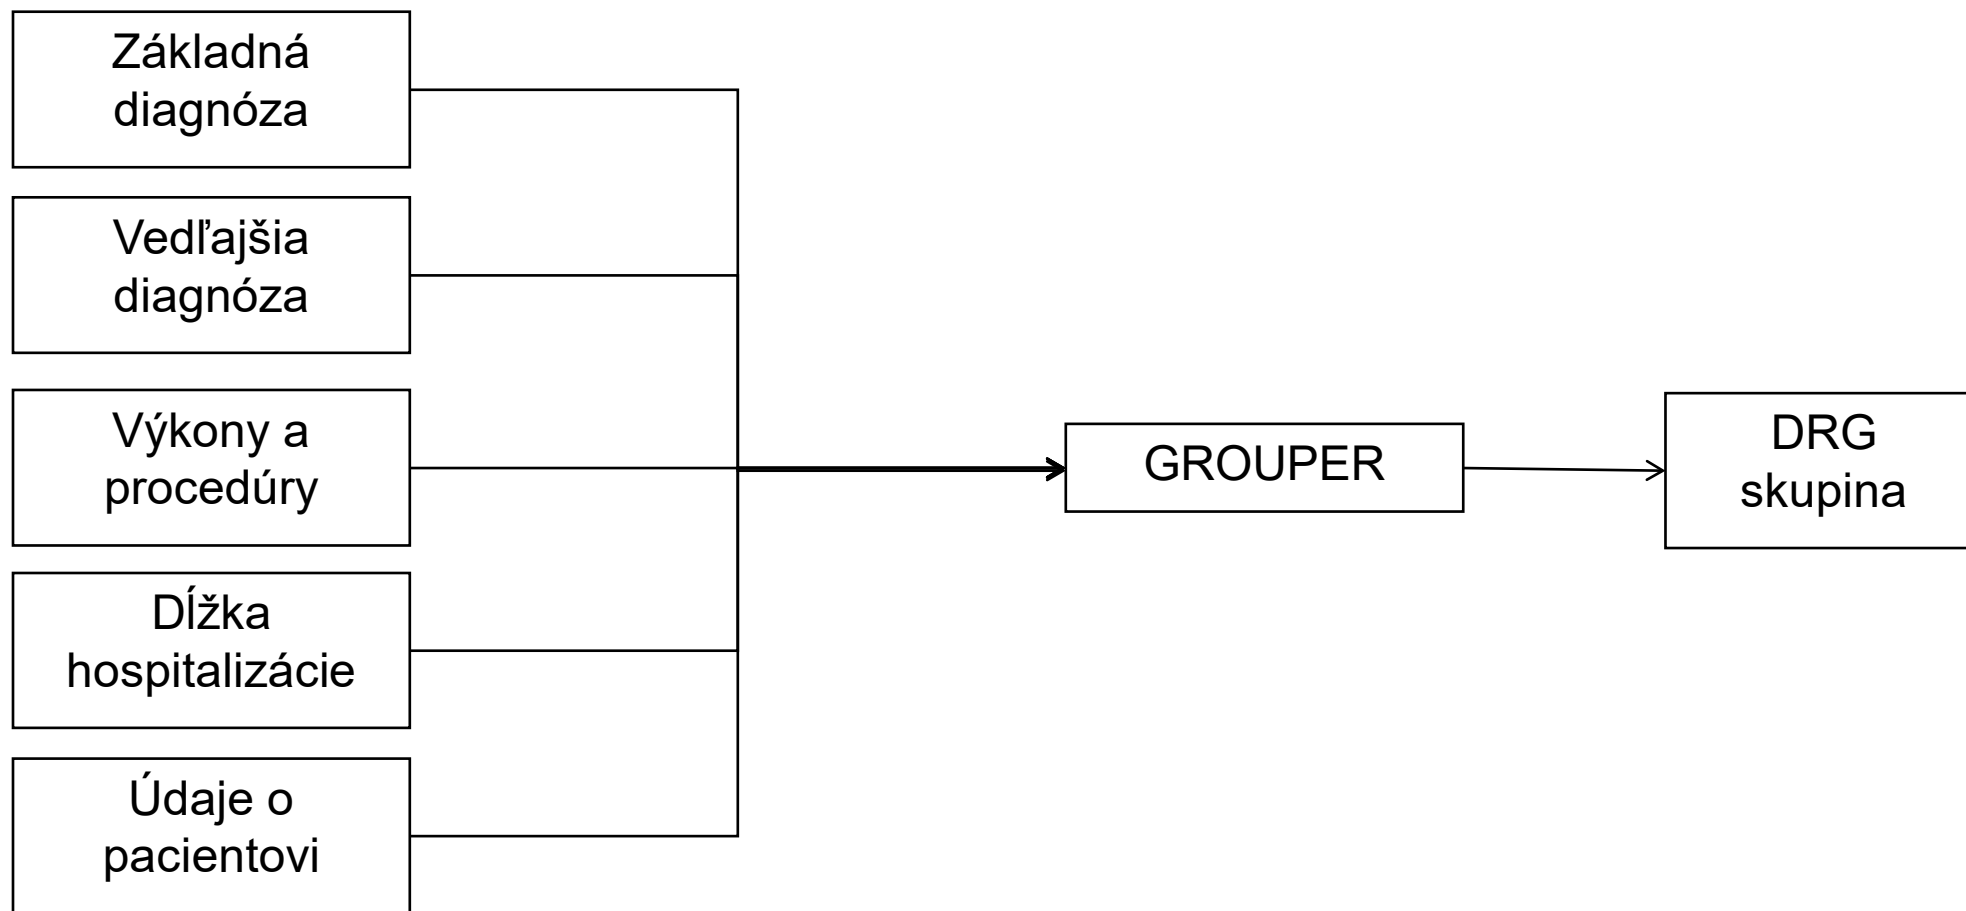 Základná
diagnóza
Vedľajšia
diagnóza
Výkony a
procedúry
Dĺžka
hospitalizácie
Údaje o
pacientovi
GROUPER
DRG
skupina